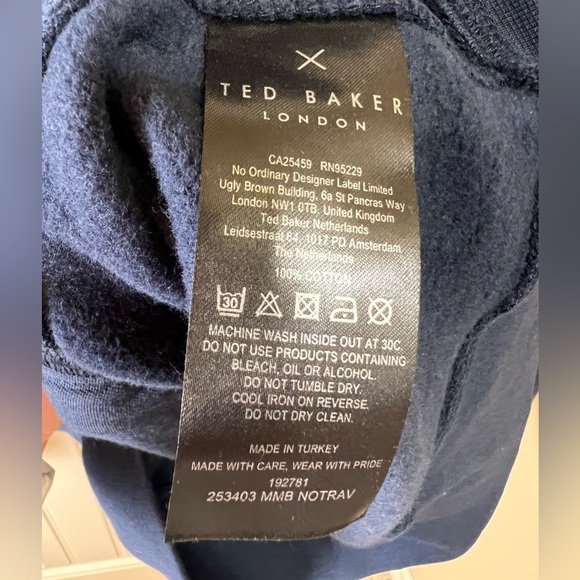 TED BAKER
LONDON
CA25459 RN95229
No Ordinary Designer Label Limited
Ugly Brown Building, 6a St Pancras Way
London NW1 0TB, United Kingdom
Ted Baker Netherlands
Leidsestraat 64, 1017 PD Amsterdam
The Netherlands
100% COTTON
30
MACHINE WASH INSIDE OUT AT 30C.
DO NOT USE PRODUCTS CONTAINING
BLEACH, OIL OR ALCOHOL.
DO NOT TUMBLE DRY.
COOL IRON ON REVERSE.
DO NOT DRY CLEAN.
MADE IN TURKEY
MADE WITH CARE, WEAR WITH PRIDE
192781
253403 MMB NOTRAV